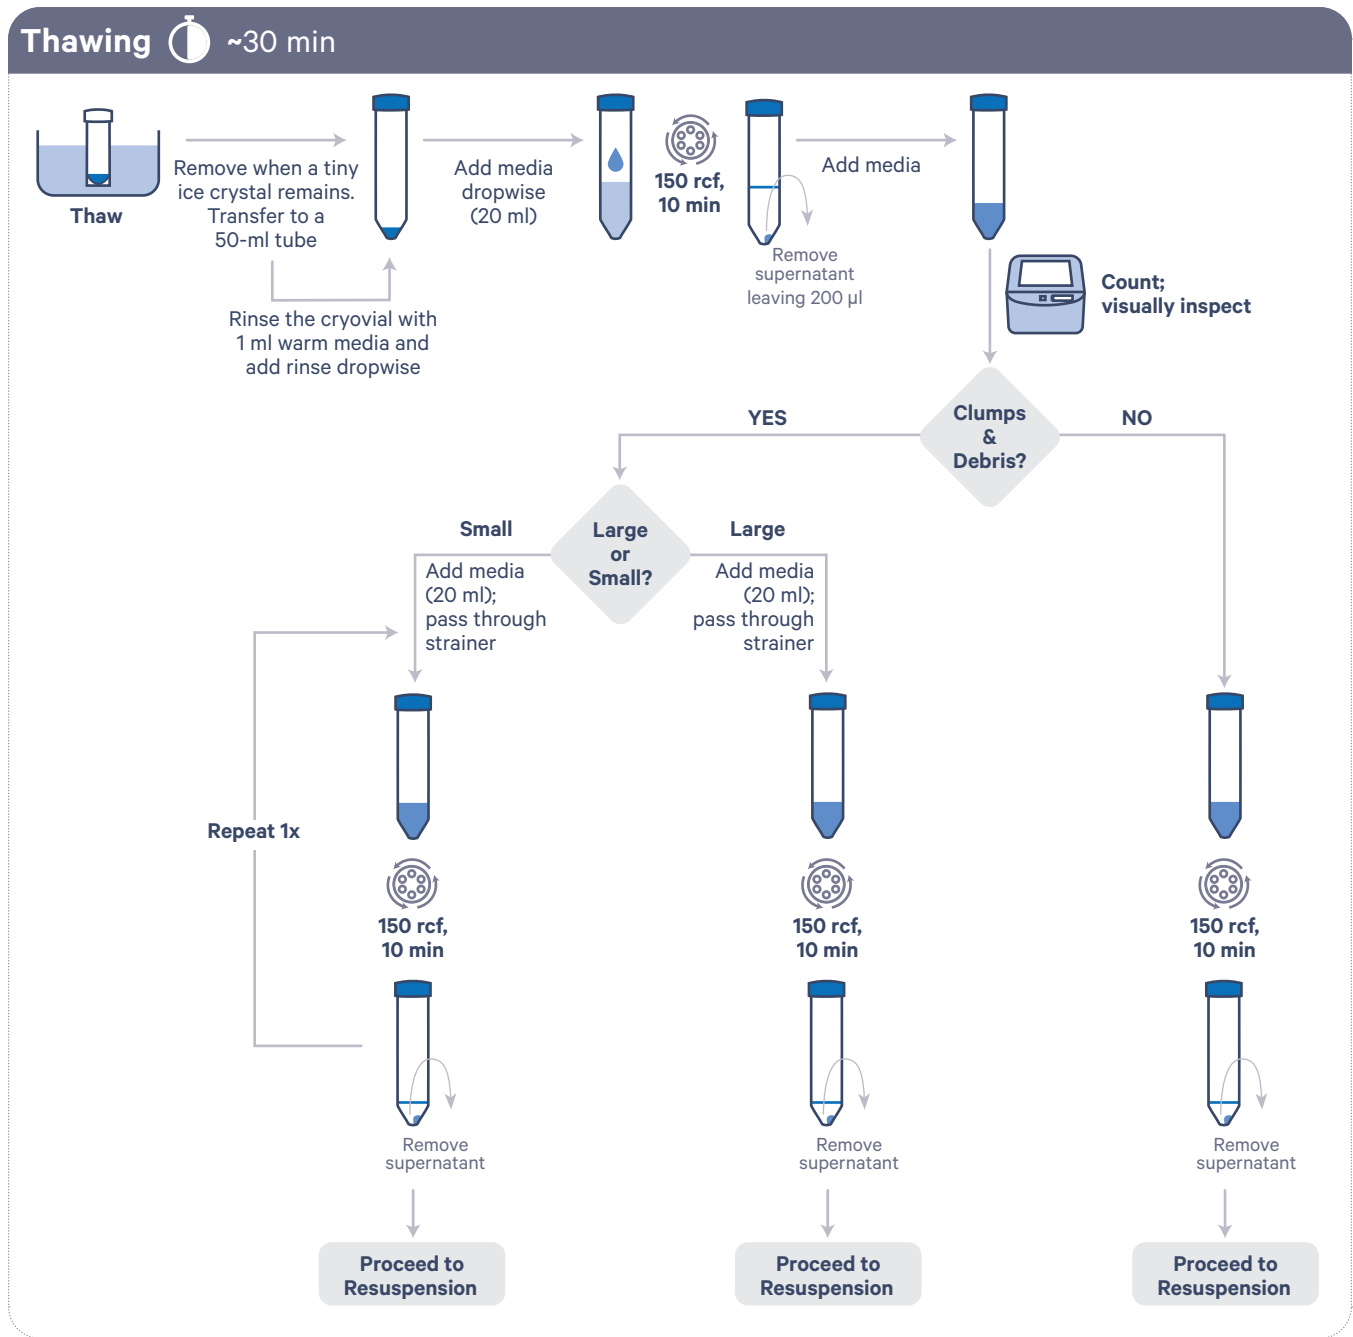 Thawing ~30 min
Thaw
Remove when a tiny
ice crystal remains.
Transfer to a
50-ml tube
Rinse the cryovial with
1 ml warm media and
add rinse dropwise
Add media
dropwise
(20 ml)
150 rcf,
10 min
Remove
supernatant
leaving 200 µl
Add media
Count;
visually inspect
Clumps
&
Debris?
YES
NO
Large
or
Small?
Small
Add media
(20 ml);
pass through
strainer
Large
Add media
(20 ml);
pass through
strainer
Repeat 1x
150 rcf,
10 min
150 rcf,
10 min
150 rcf,
10 min
Remove
supernatant
Remove
supernatant
Remove
supernatant
Proceed to
Resuspension
Proceed to
Resuspension
Proceed to
Resuspension